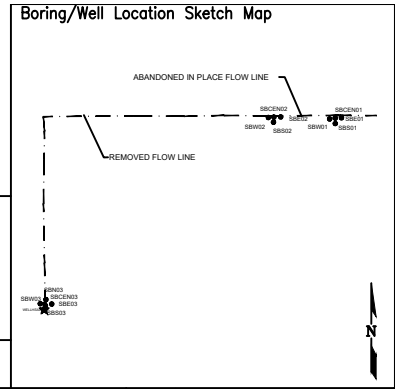 Boring/Well Location Sketch Map
ABANDONED IN PLACE FLOW LINE
SBCEN02
SBCEN01
SBW02
SBE02
SBW01
SBE01
SBS02
SBS01
REMOVED FLOW LINE
SBN03
SBW03
SBCEN03
SBE03
SBS03
N